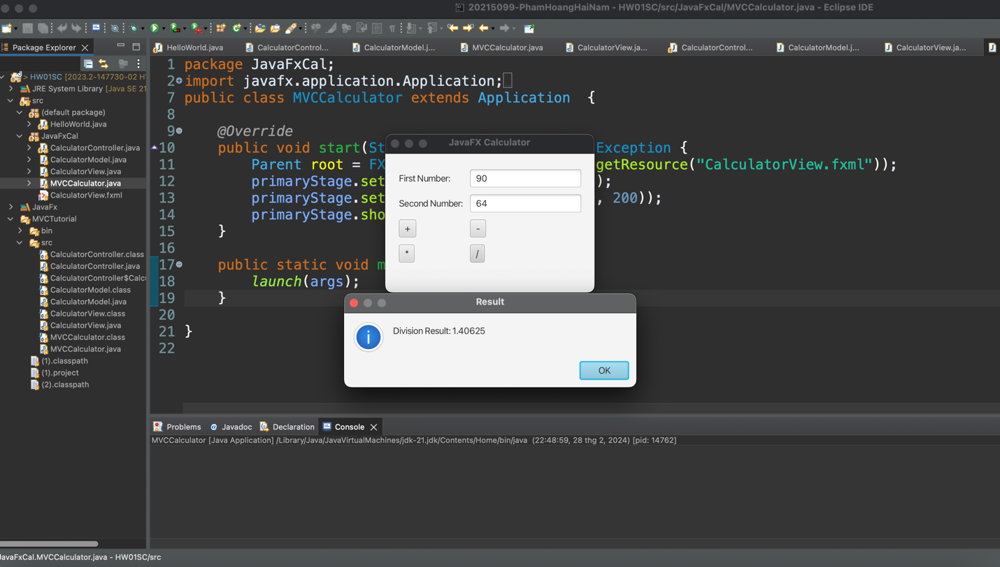 20215099-PhamHoangHaiNam - HW01SC/src/JavaFxCal/MVCCalculator.java - Eclipse IDE
Package Explorer
HelloWorld.java
CalculatorControl...
CalculatorModel.j...
MVCCalculator.java
CalculatorView.ja...
CalculatorControl...
CalculatorModel.j...
CalculatorView.ja...
> HW01SC [2023.2-147730-02 H
JRE System Library [Java SE 21
src
(default package)
HelloWorld.java
JavaFxCal
CalculatorController.java
CalculatorModel.java
CalculatorView.java
MVCCalculator.java
CalculatorView.fxml
JavaFx
MVCTutorial
bin
src
CalculatorController.class
CalculatorController.java
CalculatorController$Calcu
CalculatorModel.class
CalculatorModel.java
CalculatorView.class
CalculatorView.java
MVCCalculator.class
MVCCalculator.java
(1).classpath
(1).project
(2).classpath
1 package JavaFxCal;
2 import javafx.application.Application;
7 public class MVCCalculator extends Application {
8
9 @Override
10 public void start(St Exception {
11 Parent root = FX getResource("CalculatorView.fxml"));
12 primaryStage.set );
13 primaryStage.set , 200));
14 primaryStage.sho
15 }
16
17 public static void m
18 launch(args);
19 }
20
21 }
22
JavaFX Calculator
First Number: 90
Second Number: 64
+ -
* /
Result
Division Result: 1.40625
OK
Problems Javadoc Declaration Console
MVCCalculator [Java Application] /Library/Java/JavaVirtualMachines/jdk-21.jdk/Contents/Home/bin/java (22:48:59, 28 thg 2, 2024) [pid: 14762]
JavaFxCal.MVCCalculator.java - HW01SC/src